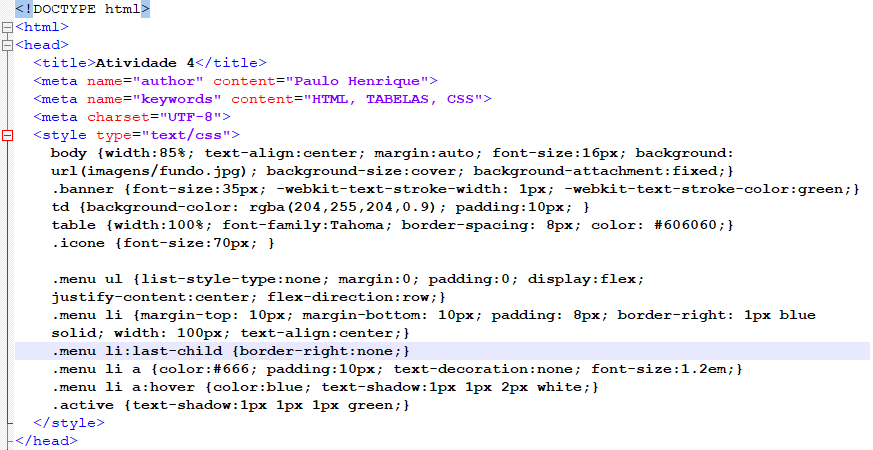 <!DOCTYPE html>
<html>
<head>
<title>Atividade 4</title>
<meta name="author" content="Paulo Henrique">
<meta name="keywords" content="HTML, TABELAS, CSS">
<meta charset="UTF-8">
<style type="text/css">
body {width:85%; text-align:center; margin:auto; font-size:16px; background:
url(imagens/fundo.jpg); background-size:cover; background-attachment:fixed;}
.banner {font-size:35px; -webkit-text-stroke-width: 1px; -webkit-text-stroke-color:green;}
td {background-color: rgba(204,255,204,0.9); padding:10px; }
table {width:100%; font-family:Tahoma; border-spacing: 8px; color: #606060;}
.icone {font-size:70px; }
.menu ul {list-style-type:none; margin:0; padding:0; display:flex;
justify-content:center; flex-direction:row;}
.menu li {margin-top: 10px; margin-bottom: 10px; padding: 8px; border-right: 1px blue
solid; width: 100px; text-align:center;}
.menu li:last-child {border-right:none;}
.menu li a {color:#666; padding:10px; text-decoration:none; font-size:1.2em;}
.menu li a:hover {color:blue; text-shadow:1px 1px 2px white;}
.active {text-shadow:1px 1px 1px green;}
</style>
</head>